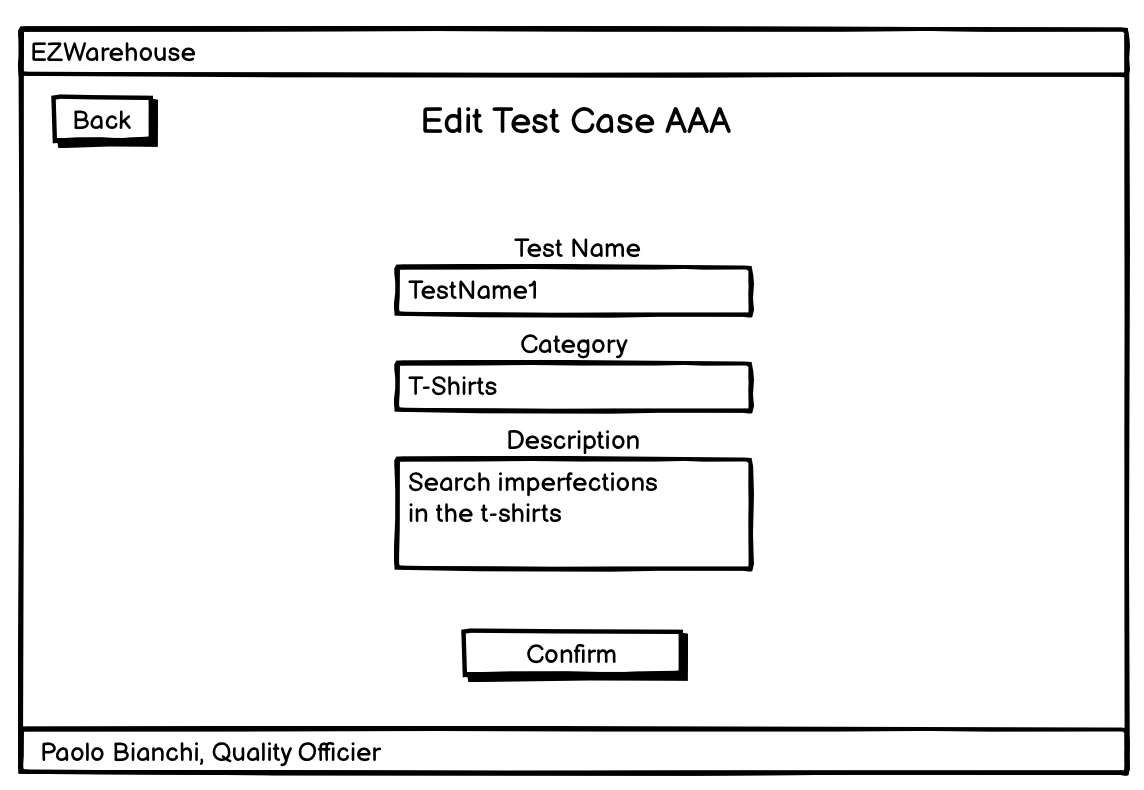 EZWarehouse
Back
Edit Test Case AAA
Test Name
TestName1
Category
T-Shirts
Description
Search imperfections
in the t-shirts
Confirm
Paolo Bianchi, Quality Officier